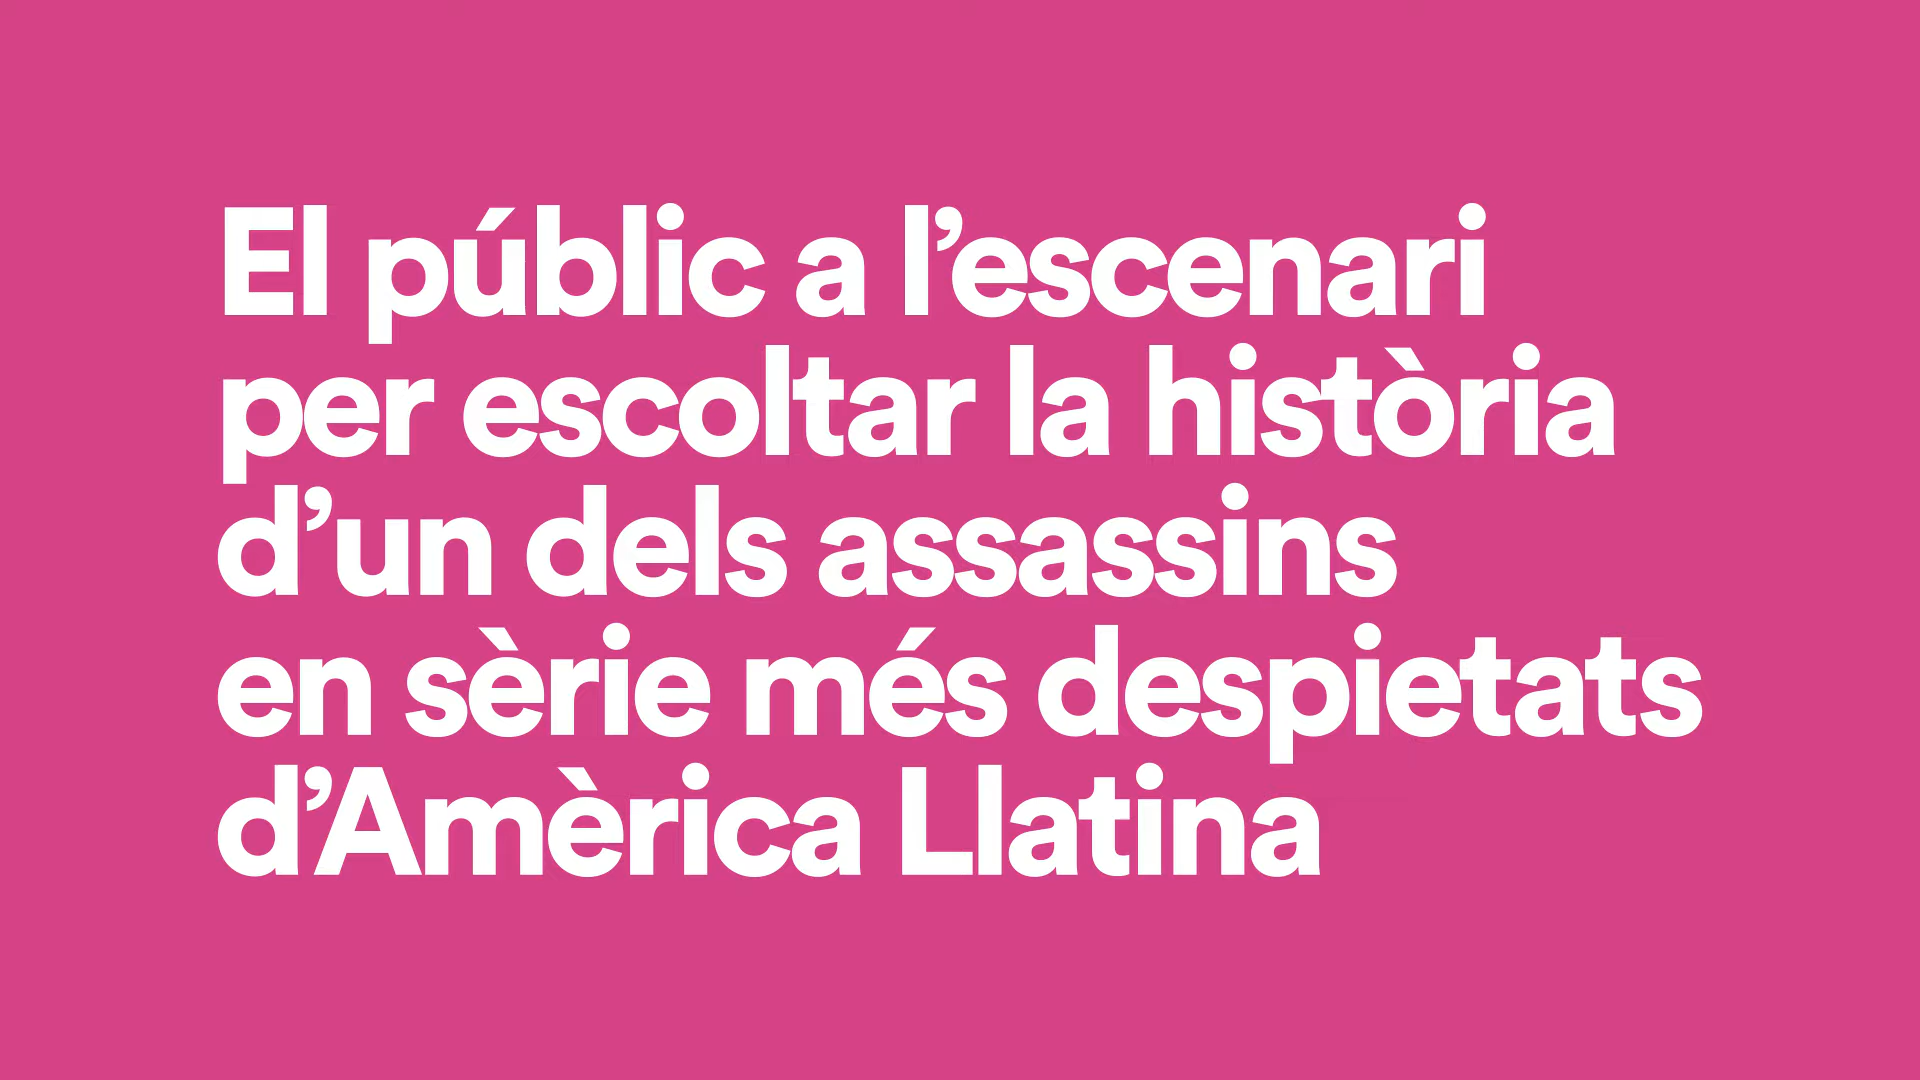 El públic a l’escenari
per escoltar la història
d’un dels assassins
en sèrie més despietats
d’Amèrica Llatina